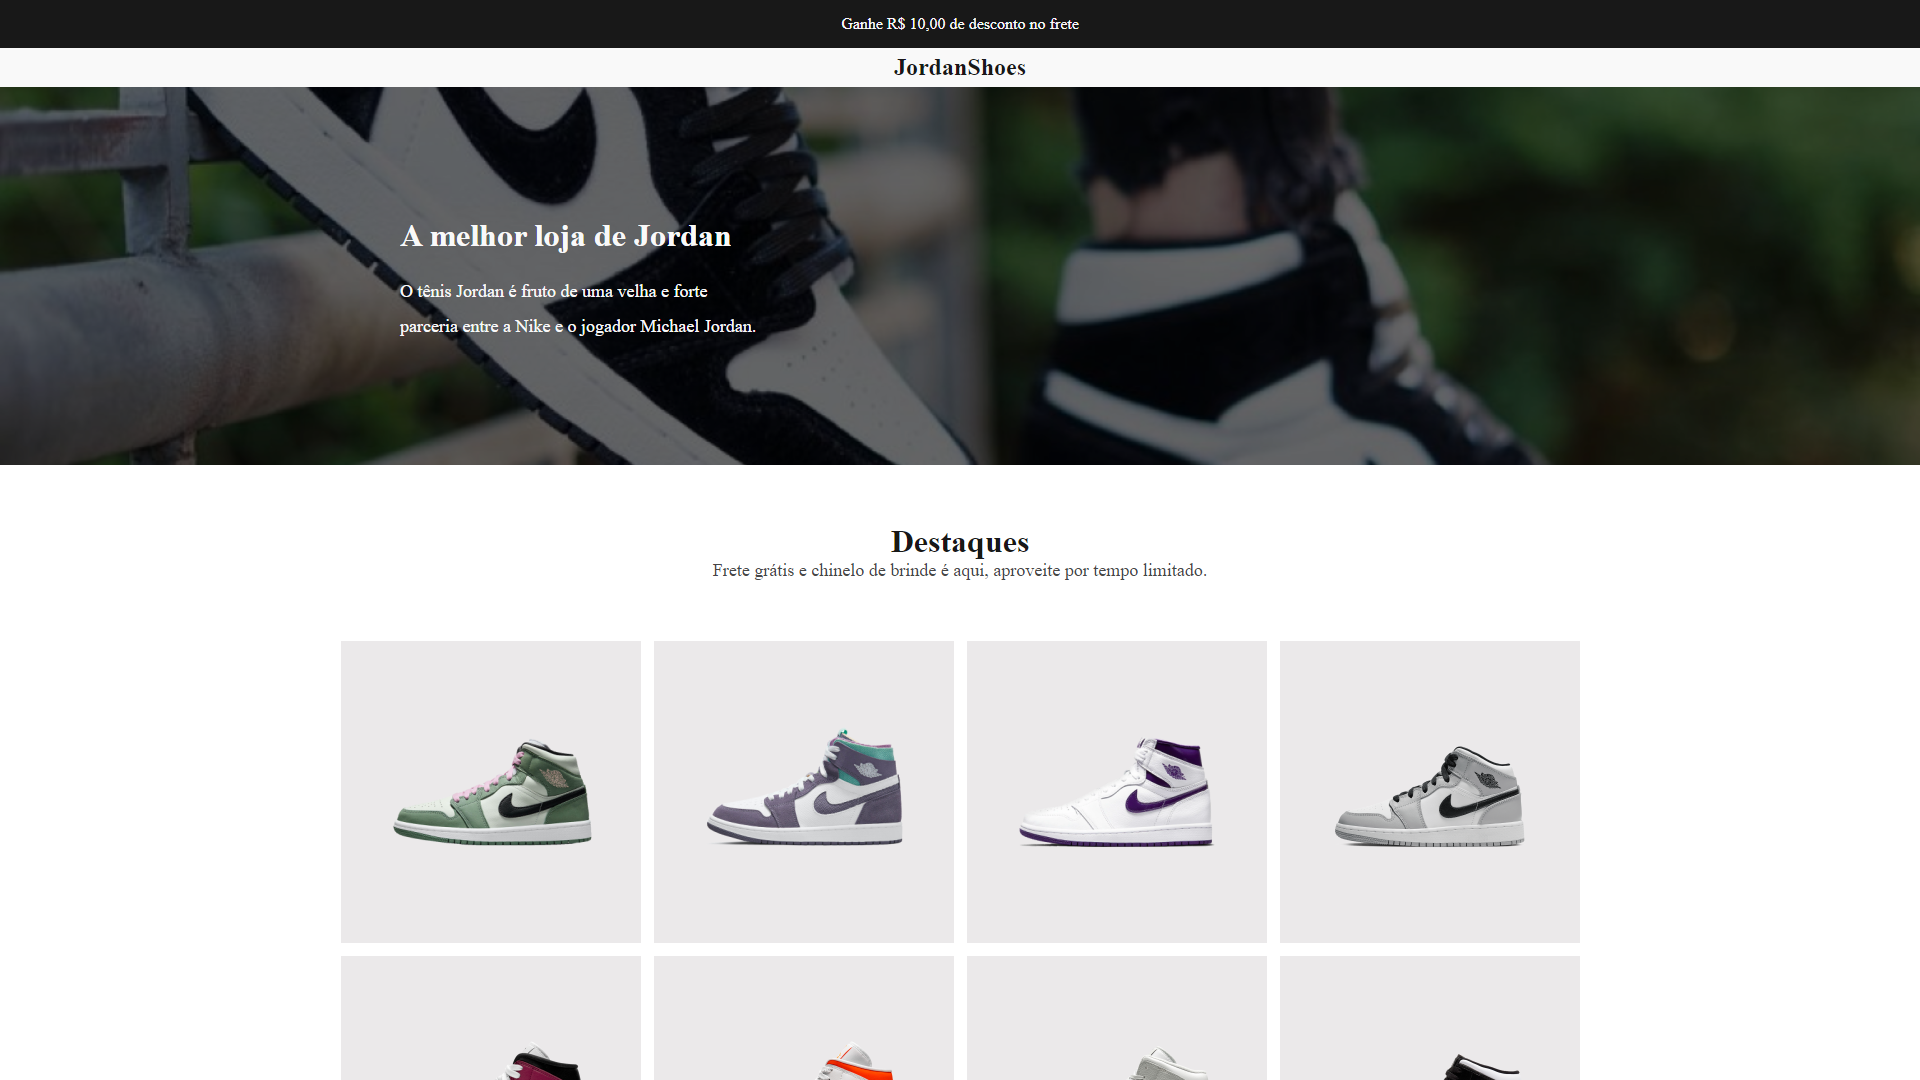 Ganhe R$ 10,00 de desconto no frete
JordanShoes
A melhor loja de Jordan
O tênis Jordan é fruto de uma velha e forte
parceria entre a Nike e o jogador Michael Jordan.
Destaques
Frete grátis e chinelo de brinde é aqui, aproveite por tempo limitado.